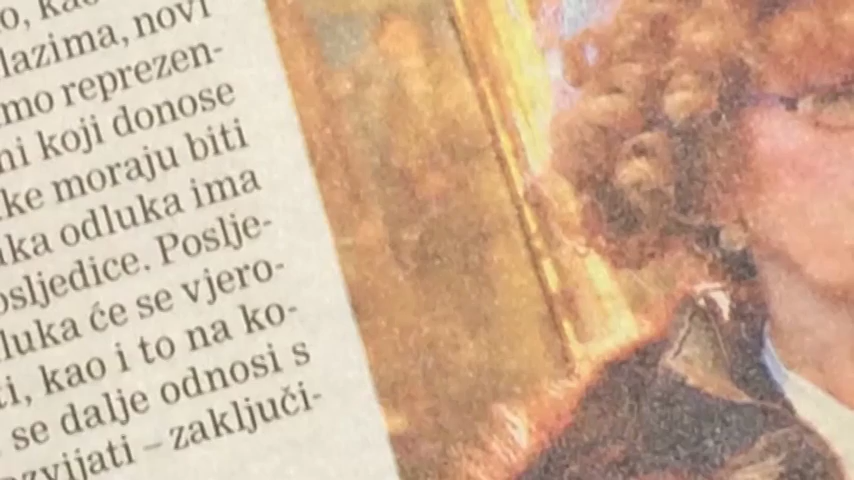 lazima, novi
mo reprezen-
ni koji donose
ke moraju biti
ka odluka ima
osljedice. Poslje-
luka će se vjero-
ti, kao i to na ko-
se dalje odnosi s
zvijati – zaključi-